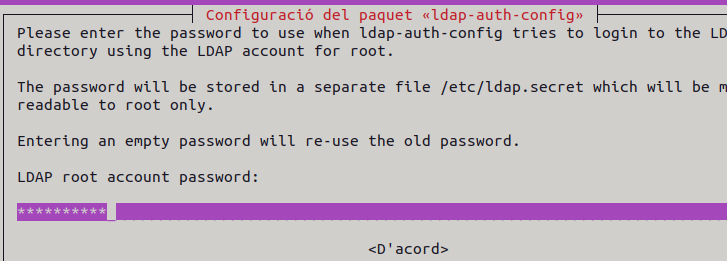 Configuració del paquet «ldap-auth-config»
Please enter the password to use when ldap-auth-config tries to login to the LD
directory using the LDAP account for root.
The password will be stored in a separate file /etc/ldap.secret which will be m
readable to root only.
Entering an empty password will re-use the old password.
LDAP root account password:
**********_
<D'acord>